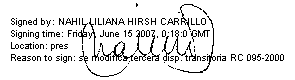 Signed by: NAHIL LILIANA HIRSH CARRILLO
Signing time: Friday, June 15 2007, 0:18:0 GMT
Location: pres
Reason to sign: se modifica tercera disp. transitoria RC 095-2000